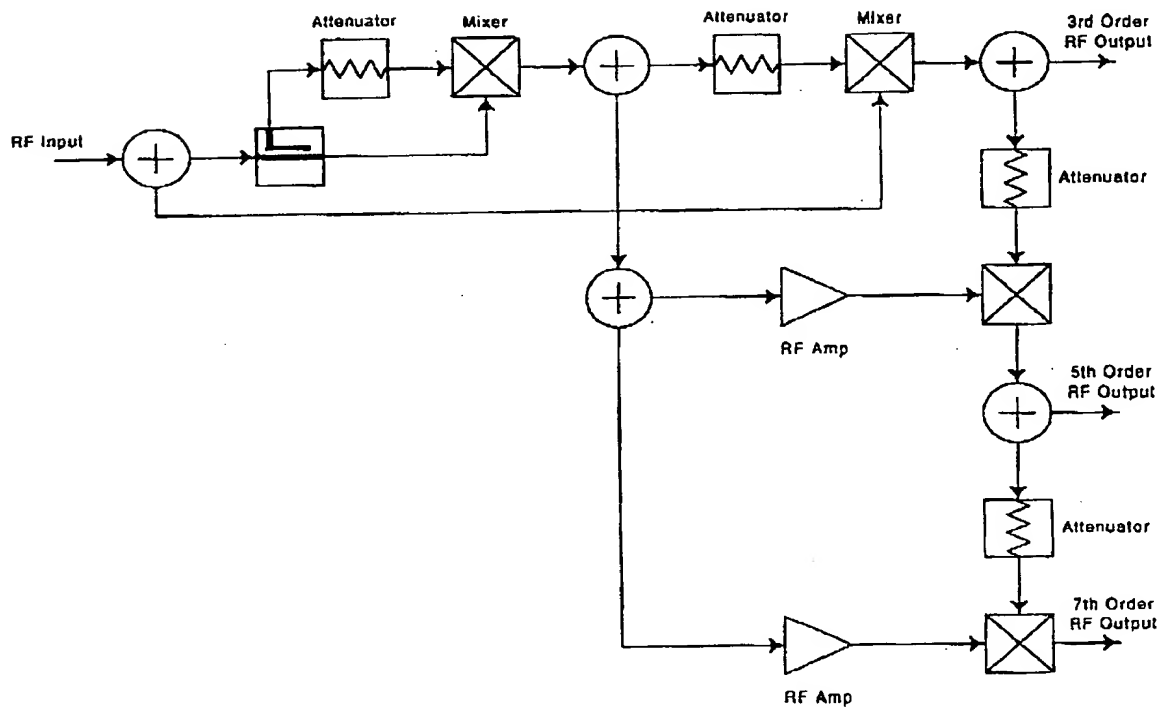 Attenuator
Mixer
Attenuator
Mixer
3rd Order
RF Output
RF Input
Attenuator
RF Amp
5th Order
RF Output
Attenuator
7th Order
RF Output
RF Amp